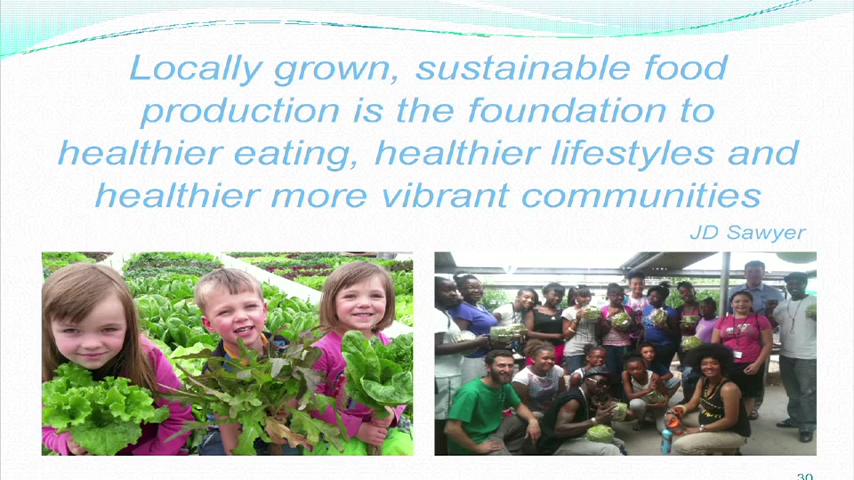 Locally grown, sustainable food
production is the foundation to
healthier eating, healthier lifestyles and
healthier more vibrant communities
JD Sawyer
30